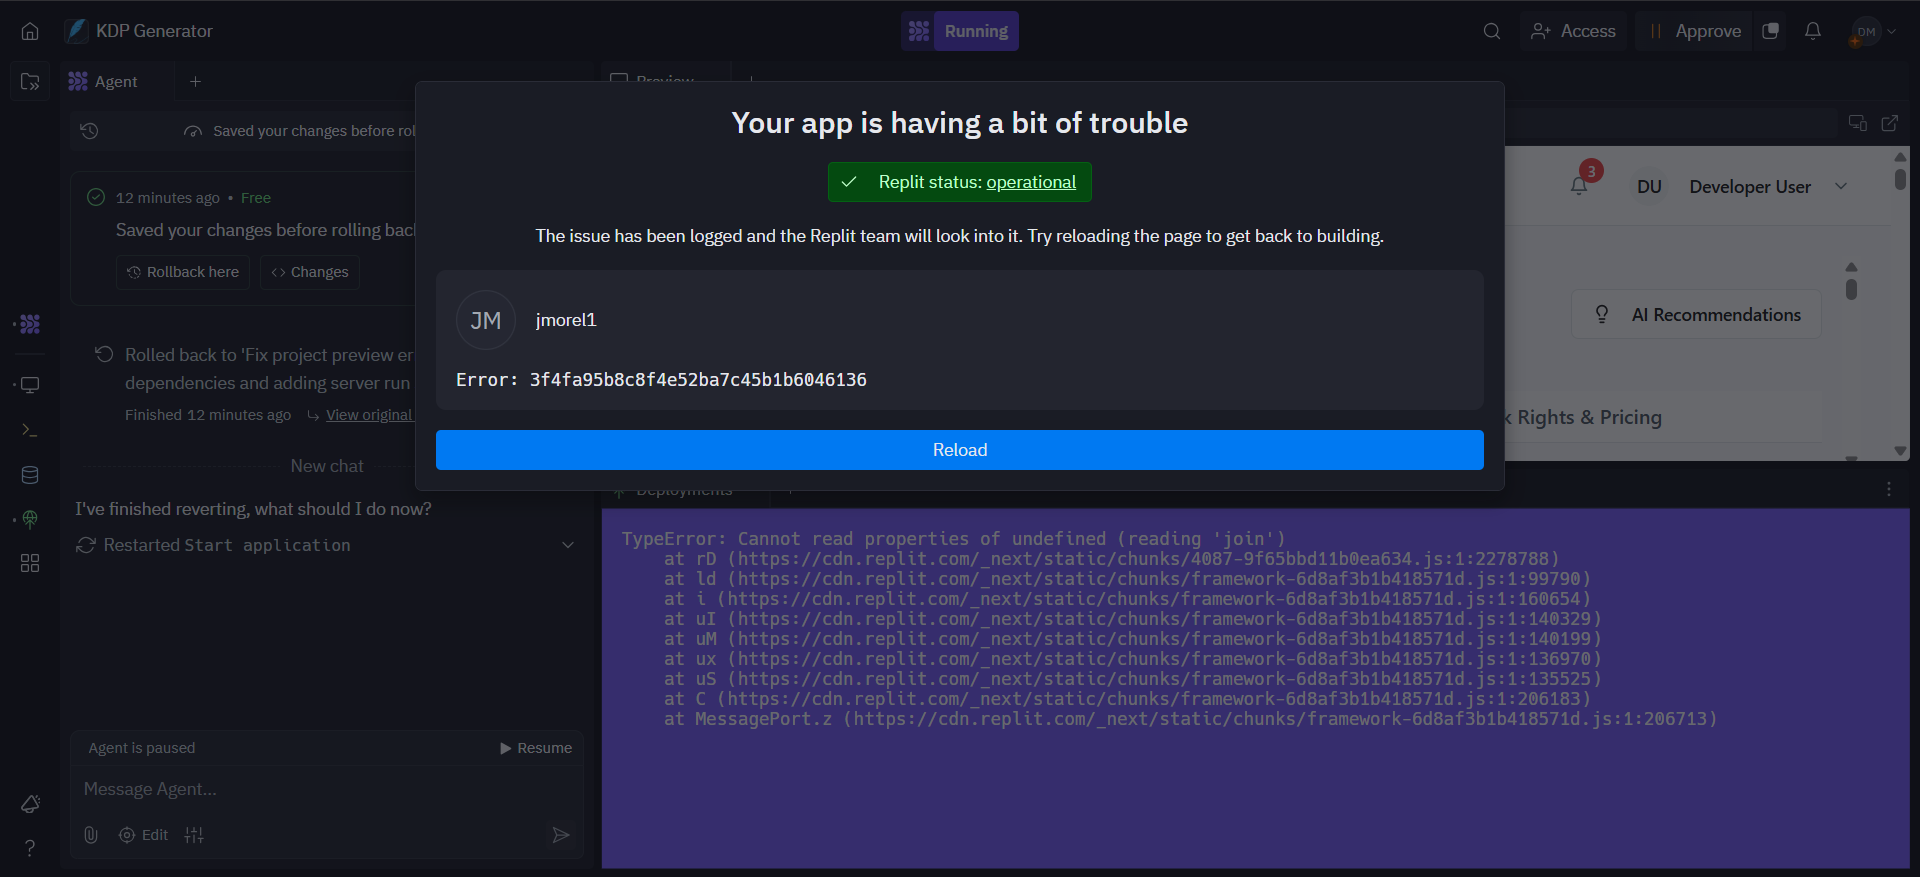 KDP Generator
Running
Access
Approve
DM
Agent
Preview
Saved your changes before rol
12 minutes ago • Free
Saved your changes before rolling bac
Rollback here
Changes
Rolled back to 'Fix project preview er
dependencies and adding server run
Finished 12 minutes ago
View original
New chat
I've finished reverting, what should I do now?
Restarted Start application
Agent is paused
Resume
Message Agent...
Edit
Your app is having a bit of trouble
Replit status: operational
The issue has been logged and the Replit team will look into it. Try reloading the page to get back to building.
JM
jmorel1
Error: 3f4fa95b8c8f4e52ba7c45b1b6046136
Reload
3
DU
Developer User
AI Recommendations
k Rights & Pricing
Deployments
TypeError: Cannot read properties of undefined (reading 'join')
at rD (https://cdn.replit.com/_next/static/chunks/4087-9f65bbd11b0ea634.js:1:2278788)
at ld (https://cdn.replit.com/_next/static/chunks/framework-6d8af3b1b418571d.js:1:99790)
at i (https://cdn.replit.com/_next/static/chunks/framework-6d8af3b1b418571d.js:1:160654)
at uI (https://cdn.replit.com/_next/static/chunks/framework-6d8af3b1b418571d.js:1:140329)
at uM (https://cdn.replit.com/_next/static/chunks/framework-6d8af3b1b418571d.js:1:140199)
at ux (https://cdn.replit.com/_next/static/chunks/framework-6d8af3b1b418571d.js:1:136970)
at uS (https://cdn.replit.com/_next/static/chunks/framework-6d8af3b1b418571d.js:1:135525)
at C (https://cdn.replit.com/_next/static/chunks/framework-6d8af3b1b418571d.js:1:206183)
at MessagePort.z (https://cdn.replit.com/_next/static/chunks/framework-6d8af3b1b418571d.js:1:206713)